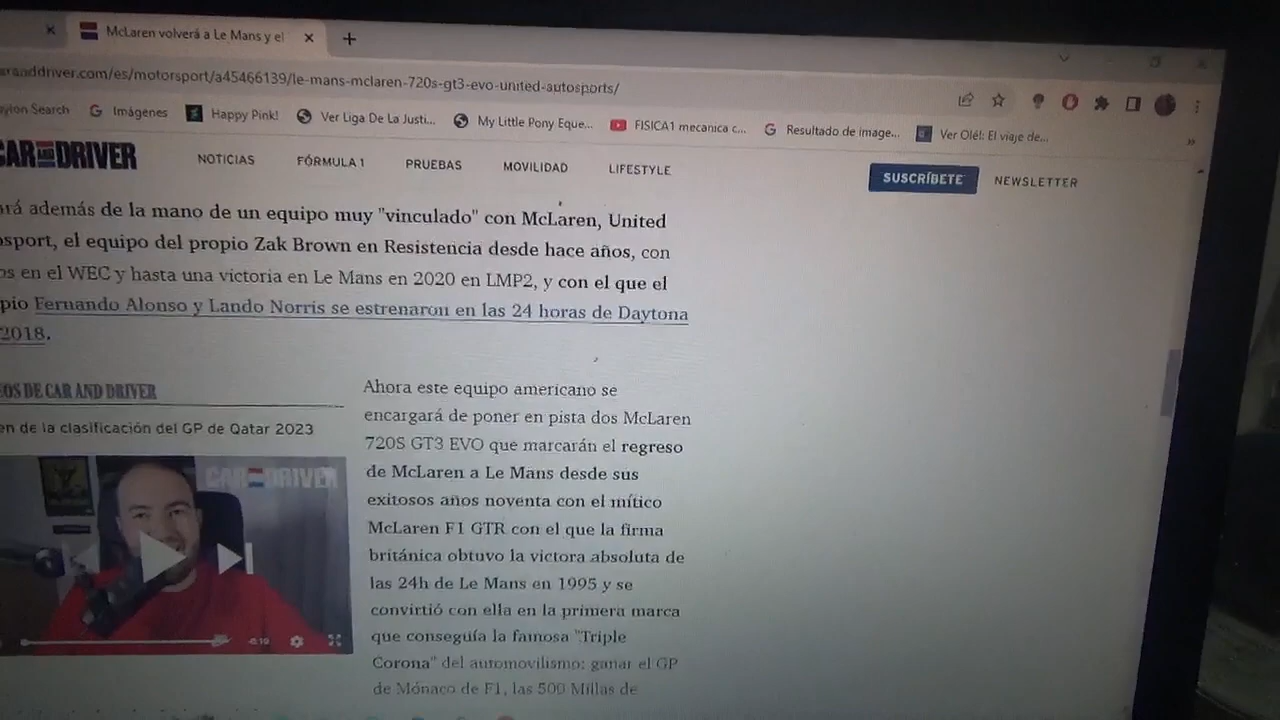 McLaren volverá a Le Mans y el
anddriver.com/es/motorsport/a45466139/le-mans-mclaren-720s-gt3-evo-united-autosports/
Search
Imágenes
Happy Pink!
Ver Liga De La Justi...
My Little Pony Eque...
FISICA1 mecanica c...
Resultado de image...
Ver Olé!: El viaje de...
CAR AND DRIVER
NOTICIAS
FÓRMULA 1
PRUEBAS
MOVILIDAD
LIFESTYLE
SUSCRÍBETE
NEWSLETTER
además de la mano de un equipo muy "vinculado" con McLaren, United
sport, el equipo del propio Zak Brown en Resistencia desde hace años, con
os en el WEC y hasta una victoria en Le Mans en 2020 en LMP2, y con el que el
pio Fernando Alonso y Lando Norris se estrenaron en las 24 horas de Daytona
2018.
OS DE CAR AND DRIVER
en de la clasificación del GP de Qatar 2023
CAR AND DRIVER
Ahora este equipo americano se
encargará de poner en pista dos McLaren
720S GT3 EVO que marcarán el regreso
de McLaren a Le Mans desde sus
exitosos años noventa con el mítico
McLaren F1 GTR con el que la firma
británica obtuvo la victora absoluta de
las 24h de Le Mans en 1995 y se
convirtió con ella en la primera marca
que conseguía la famosa "Triple
Corona" del automovilismo: ganar el GP
de Mónaco de F1, las 500 Millas de